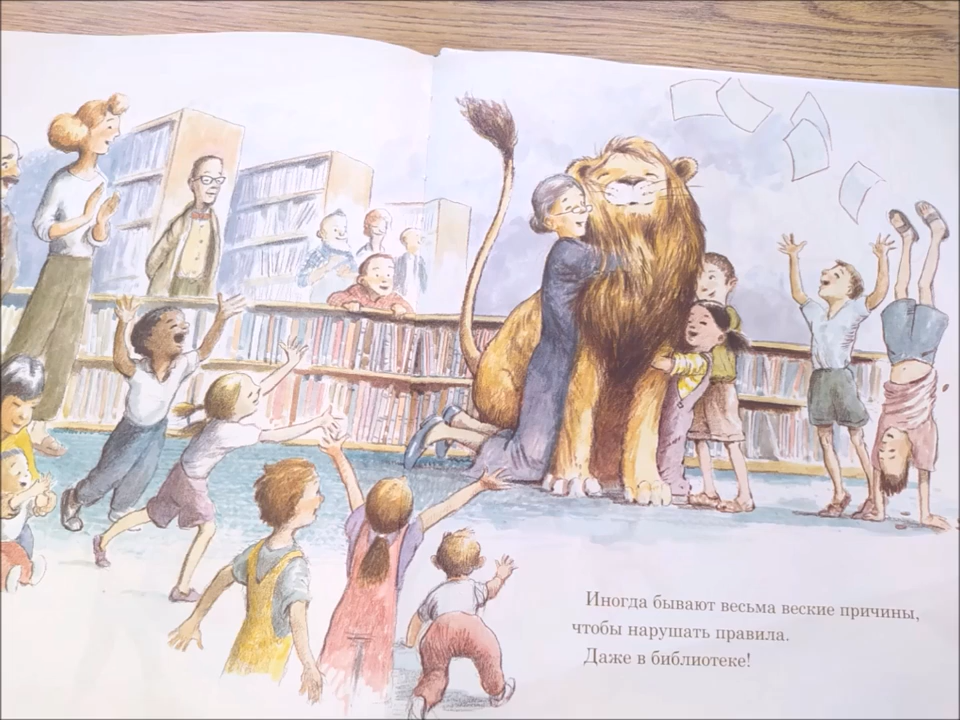 Иногда бывают весьма веские причины,
чтобы нарушать правила.
Даже в библиотеке!